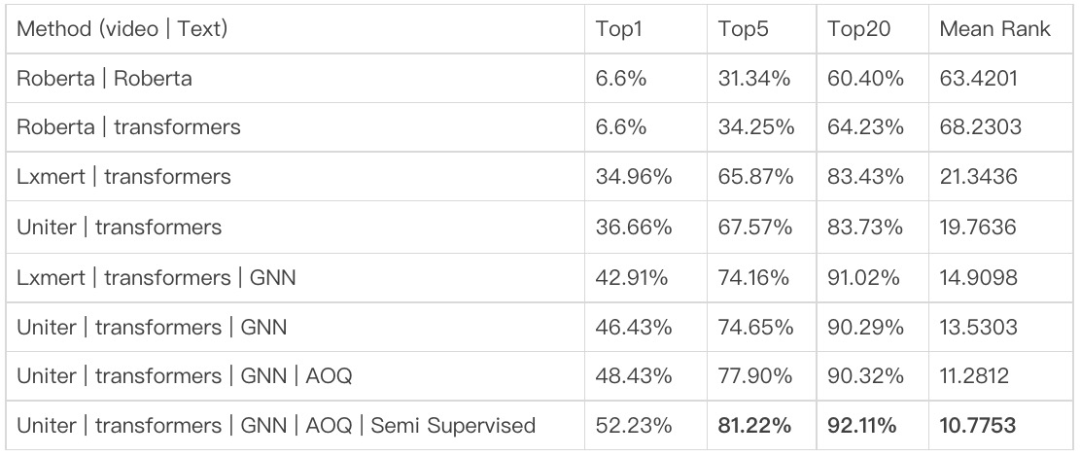 Method (video | Text) Top1 Top5 Top20 Mean Rank
Roberta | Roberta 6.6% 31.34% 60.40% 63.4201
Roberta | transformers 6.6% 34.25% 64.23% 68.2303
Lxmert | transformers 34.96% 65.87% 83.43% 21.3436
Uniter | transformers 36.66% 67.57% 83.73% 19.7636
Lxmert | transformers | GNN 42.91% 74.16% 91.02% 14.9098
Uniter | transformers | GNN 46.43% 74.65% 90.29% 13.5303
Uniter | transformers | GNN | AOQ 48.43% 77.90% 90.32% 11.2812
Uniter | transformers | GNN | AOQ | Semi Supervised 52.23% 81.22% 92.11% 10.7753